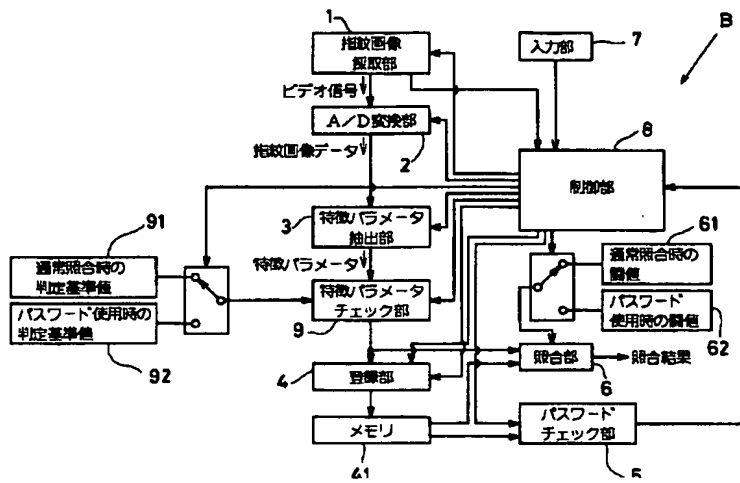 1
指紋画像
採取部
ビデオ信号
A/D変換部
2
指紋画像データ
入力部
7
B
8
制御部
3
特徴パラメータ
抽出部
特徴パラメータ
91
通常照合時の
判定基準値
パスワード使用時の
判定基準値
92
特徴パラメータ
チェック部
9
61
通常照合時の
閾値
パスワード
使用時の閾値
62
4
登録部
照合部
6
照合結果
メモリ
41
パスワード
チェック部
5